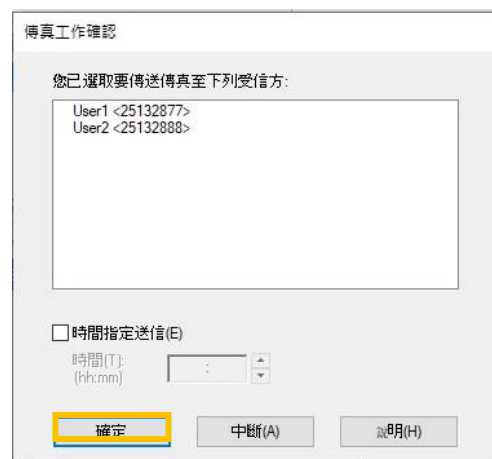 傳真工作確認
您已選取要傳送傳真至下列受信方:
User1 <25132877>
User2 <25132888>
時間指定送信(E)
時間(T):
(hh:mm)
:
確定
中斷(A)
說明(H)